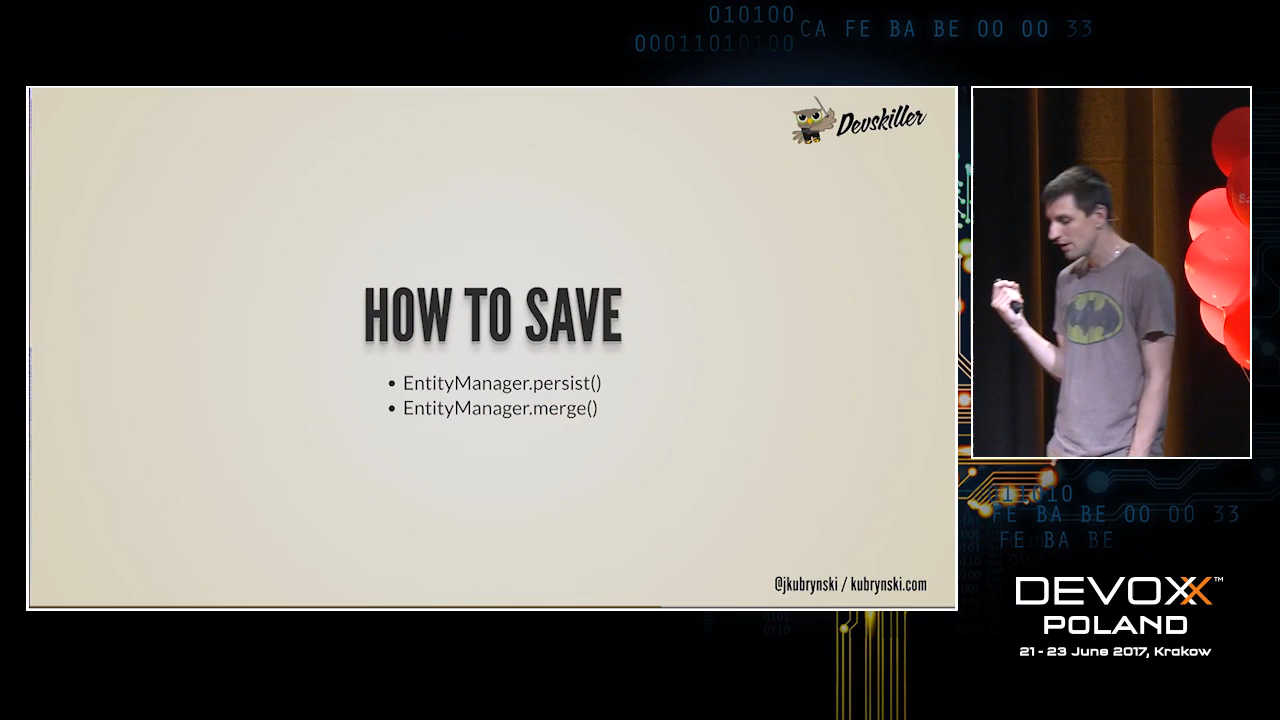 010100
00011010100
CA FE BA BE 00 00 33
Devskiller
HOW TO SAVE
• EntityManager.persist()
• EntityManager.merge()
@jkubrynski / kubrynski.com
FE BA BE 00 00 33
FE BA BE
DEVOXX™
POLAND
21 - 23 June 2017, Krakow